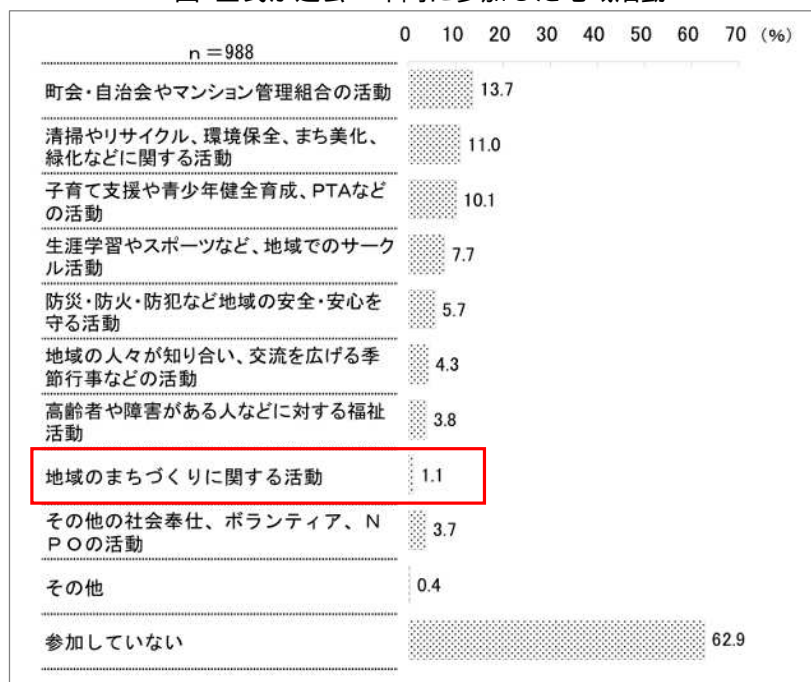 0 10 20 30 40 50 60 70 (%)
n=988
町会・自治会やマンション管理組合の活動 13.7
清掃やリサイクル、環境保全、まち美化、
緑化などに関する活動 11.0
子育て支援や青少年健全育成、PTAなど
の活動 10.1
生涯学習やスポーツなど、地域でのサーク
ル活動 7.7
防災・防火・防犯など地域の安全・安心を
守る活動 5.7
地域の人々が知り合い、交流を広げる季
節行事などの活動 4.3
高齢者や障害がある人などに対する福祉
活動 3.8
地域のまちづくりに関する活動 1.1
その他の社会奉仕、ボランティア、N
POの活動 3.7
その他 0.4
参加していない 62.9